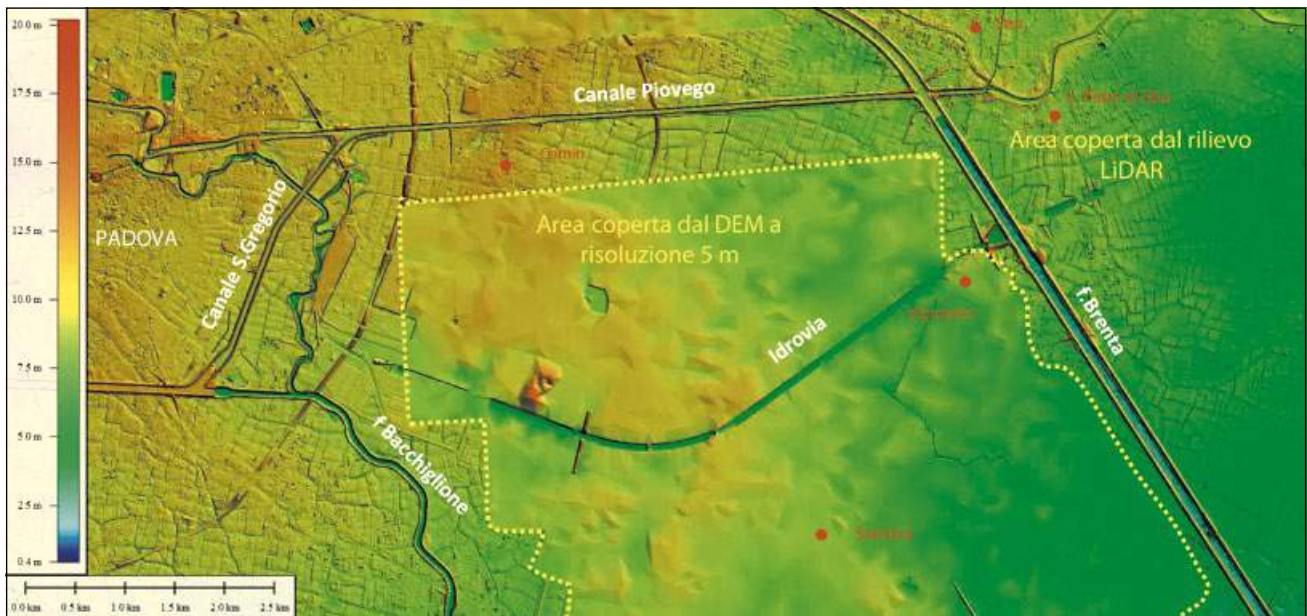 20.0 m
17.5 m
15.0 m
12.5 m
10.0 m
7.5 m
5.0 m
2.5 m
0.4 m
0.0 km 0.5 km 1.0 km 1.5 km 2.0 km 2.5 km
PADOVA
Canale S.Gregorio
Canale Piovego
Area coperta dal DEM a
risoluzione 5 m
Area coperta dal rilievo
LiDAR
Idrovia
f.Brenta
f.Bacchiglione